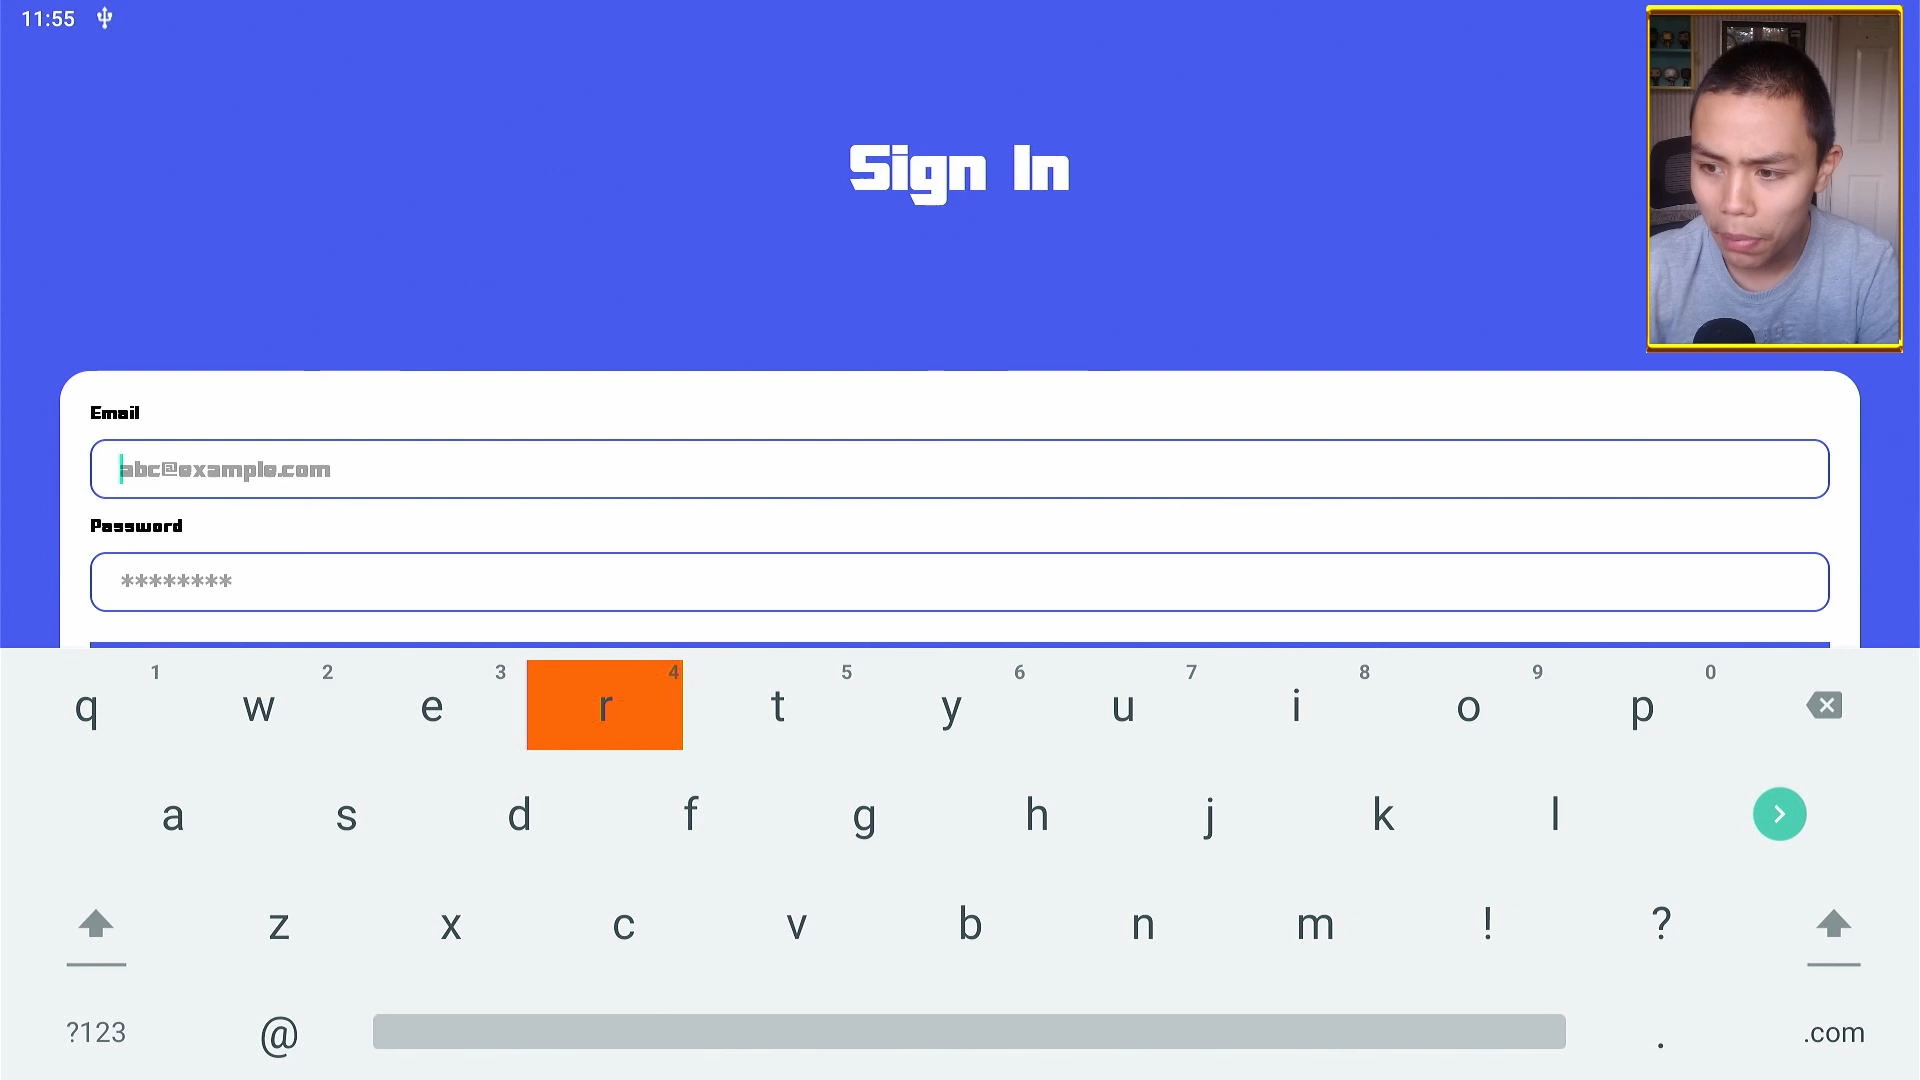 11:55
Sign In
Email
abc@example.com
Password
********
1 2 3 4 5 6 7 8 9 0
q w e r t y u i o p
a s d f g h j k l
z x c v b n m ! ?
?123 @ . .com